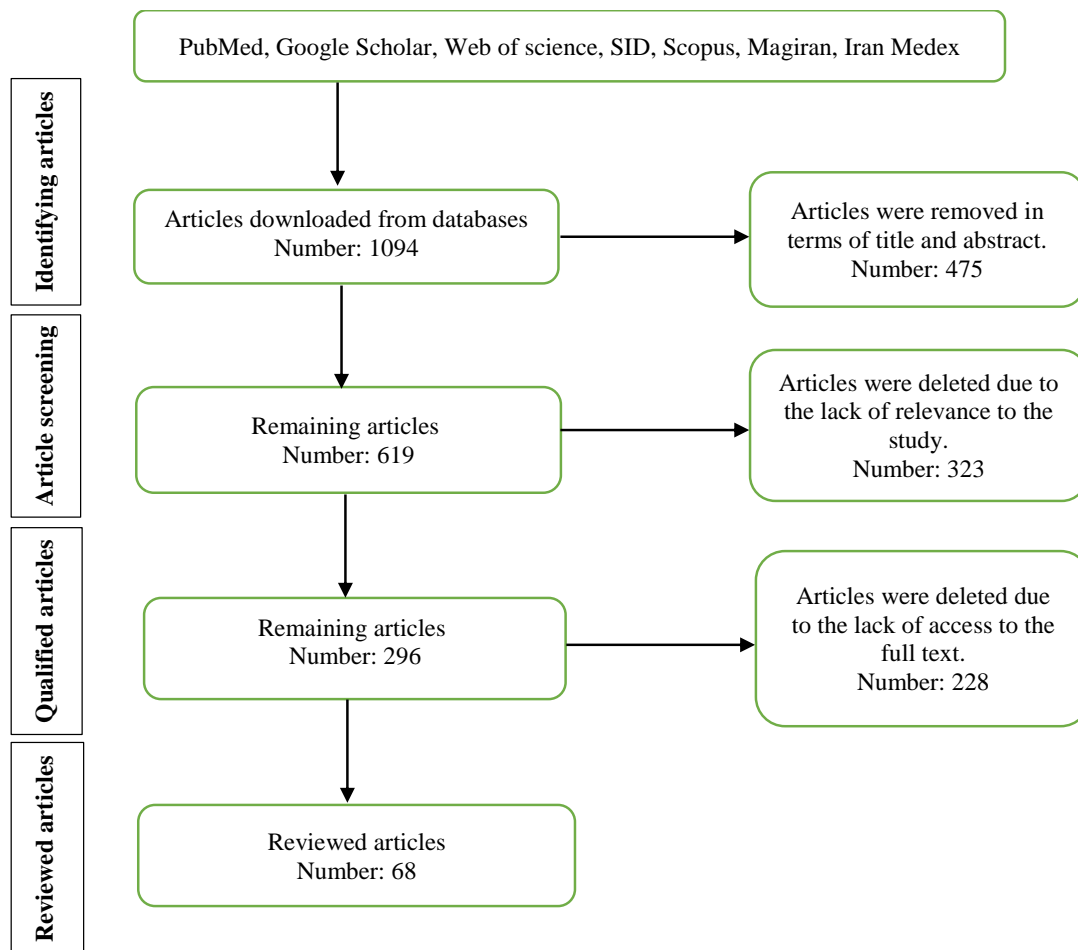 PubMed, Google Scholar, Web of science, SID, Scopus, Magiran, Iran Medex
Identifying articles
Articles downloaded from databases
Number: 1094
Articles were removed in
terms of title and abstract.
Number: 475
Article screening
Remaining articles
Number: 619
Articles were deleted due to
the lack of relevance to the
study.
Number: 323
Qualified articles
Remaining articles
Number: 296
Articles were deleted due
to the lack of access to the
full text.
Number: 228
Reviewed articles
Reviewed articles
Number: 68